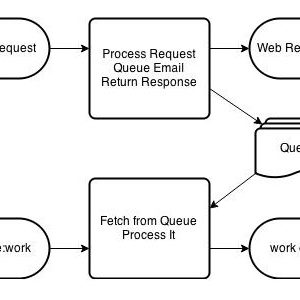 equest
Process Request
Queue Email
Return Response
Web Re
Que
Fetch from Queue
Process It
e:work
work